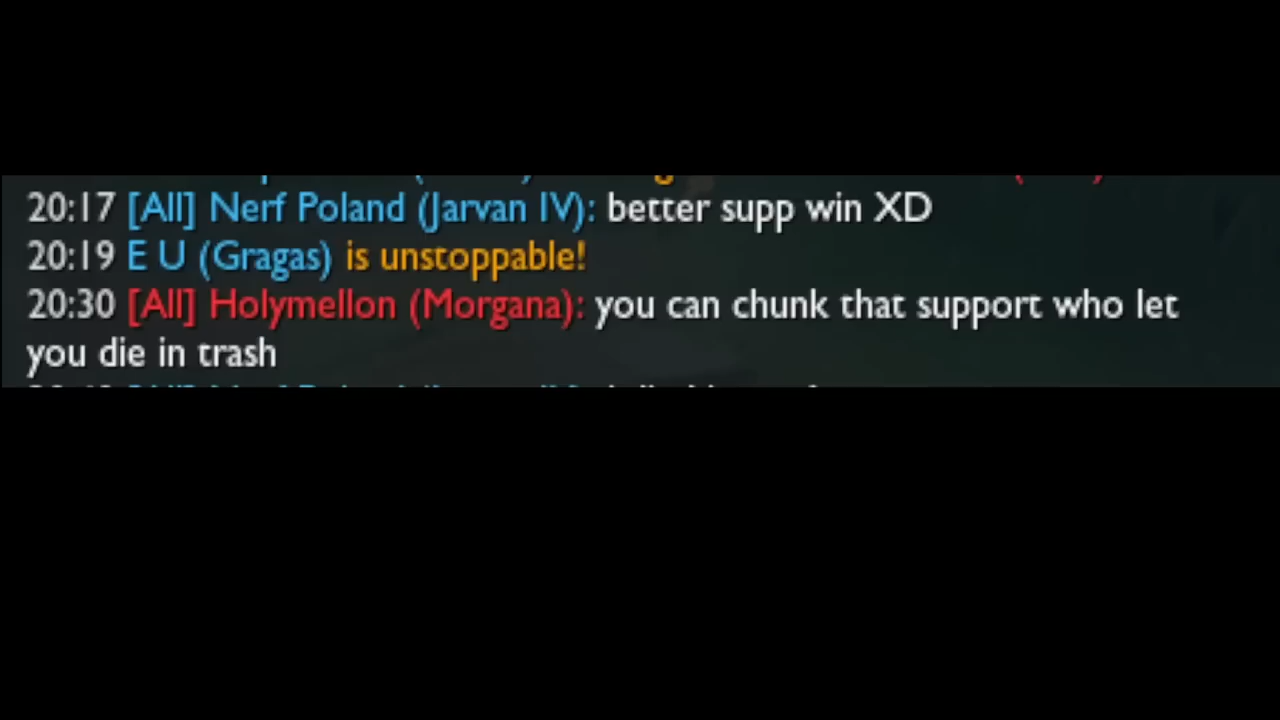 20:17 [All] Nerf Poland (Jarvan IV): better supp win XD
20:19 E U (Gragas) is unstoppable!
20:30 [All] Holymellon (Morgana): you can chunk that support who let
you die in trash